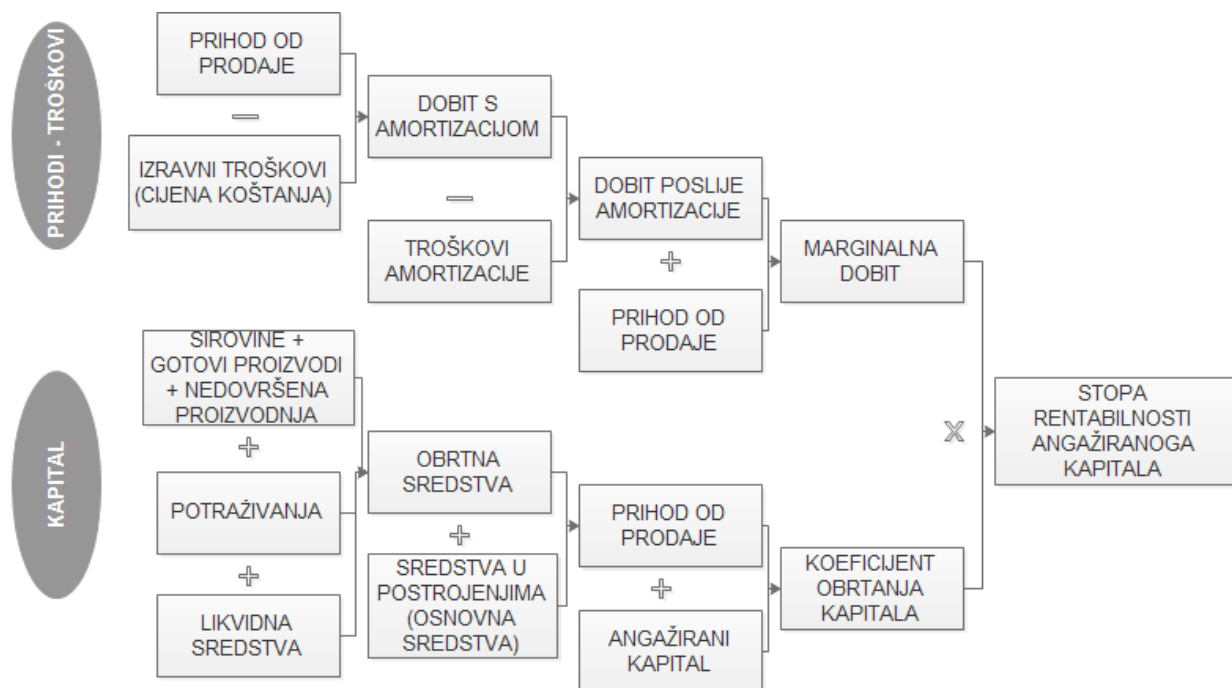 PRIHODI - TROŠKOVI
PRIHOD OD
PRODAJE
—
IZRAVNI TROŠKOVI
(CIJENA KOŠTANJA)
DOBIT S
AMORTIZACIJOM
—
TROŠKOVI
AMORTIZACIJE
DOBIT POSLIJE
AMORTIZACIJE
+
PRIHOD OD
PRODAJE
MARGINALNA
DOBIT
KAPITAL
SIROVINE +
GOTOVI PROIZVODI
+ NEDOVRŠENA
PROIZVODNJA
+
POTRAŽIVANJA
+
LIKVIDNA
SREDSTVA
OBRTNA
SREDSTVA
+
SREDSTVA U
POSTROJENJIMA
(OSNOVNA
SREDSTVA)
PRIHOD OD
PRODAJE
+
ANGAŽIRANI
KAPITAL
KOEFICIJENT
OBRTANJA
KAPITALA
X
STOPA
RENTABILNOSTI
ANGAŽIRANOGA
KAPITALA